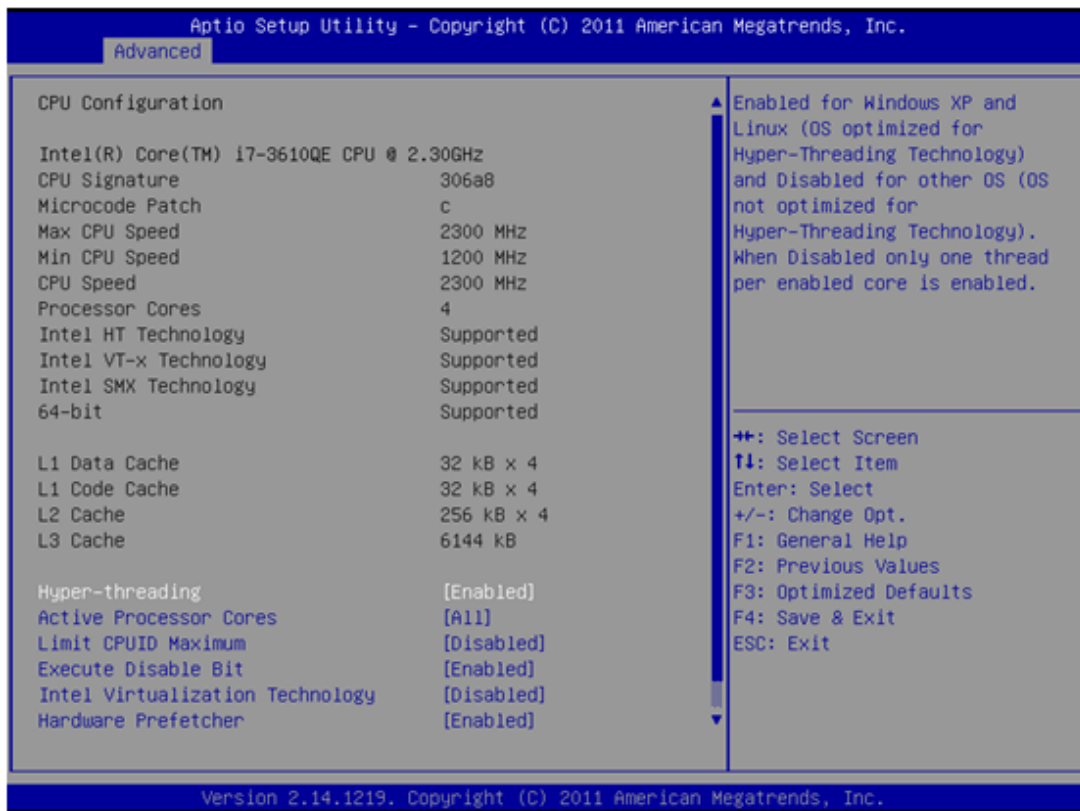 Aptio Setup Utility - Copyright (C) 2011 American Megatrends, Inc.
Advanced
CPU Configuration
Intel(R) Core(TM) i7-3610QE CPU @ 2.30GHz
CPU Signature 306a8
Microcode Patch c
Max CPU Speed 2300 MHz
Min CPU Speed 1200 MHz
CPU Speed 2300 MHz
Processor Cores 4
Intel HT Technology Supported
Intel VT-x Technology Supported
Intel SMX Technology Supported
64-bit Supported
L1 Data Cache 32 kB x 4
L1 Code Cache 32 kB x 4
L2 Cache 256 kB x 4
L3 Cache 6144 kB
Hyper-threading [Enabled]
Active Processor Cores [All]
Limit CPUID Maximum [Disabled]
Execute Disable Bit [Enabled]
Intel Virtualization Technology [Disabled]
Hardware Prefetcher [Enabled]
Enabled for Windows XP and
Linux (OS optimized for
Hyper-Threading Technology)
and Disabled for other OS (OS
not optimized for
Hyper-Threading Technology).
When Disabled only one thread
per enabled core is enabled.
→←: Select Screen
↑↓: Select Item
Enter: Select
+/-: Change Opt.
F1: General Help
F2: Previous Values
F3: Optimized Defaults
F4: Save & Exit
ESC: Exit
Version 2.14.1219. Copyright (C) 2011 American Megatrends, Inc.